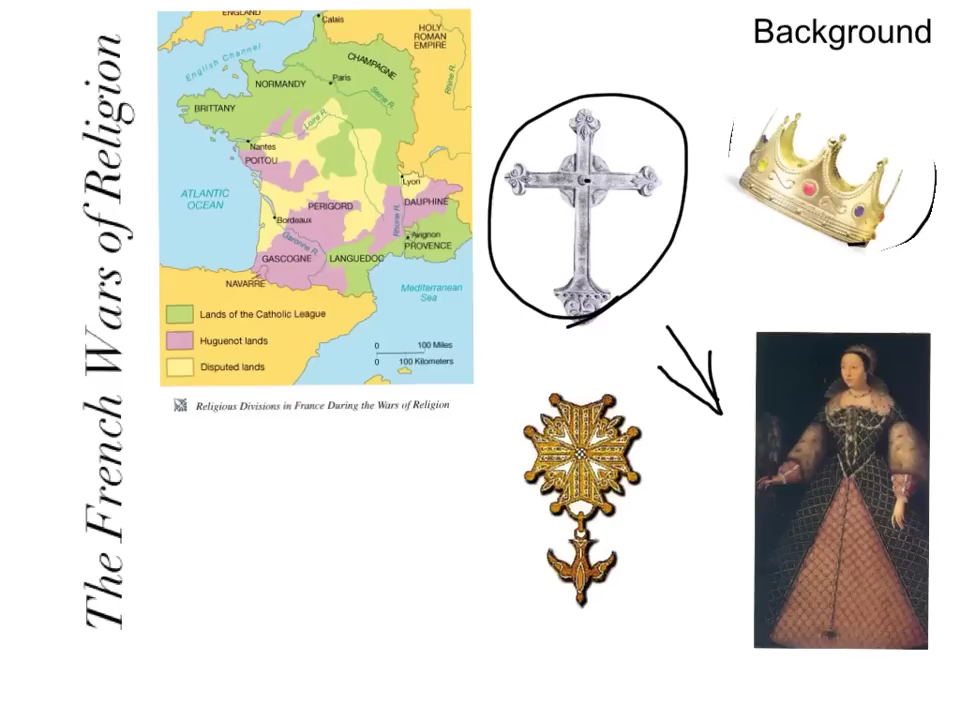 The French Wars of Religion
Background
ENGLAND
Calais
HOLY
ROMAN
EMPIRE
English Channel
CHAMPAGNE
Rhine R.
Paris
NORMANDY
Seine R.
BRITTANY
Loire R.
Nantes
POITOU
Lyon
ATLANTIC
OCEAN
PERIGORD
DAUPHINE
Rhone R.
Bordeaux
Avignon
Garonne R.
PROVENCE
GASCOGNE
LANGUEDOC
NAVARRE
Mediterranean
Sea
Lands of the Catholic League
Huguenot lands
Disputed lands
0 100 Miles
0 100 Kilometers
Religious Divisions in France During the Wars of Religion